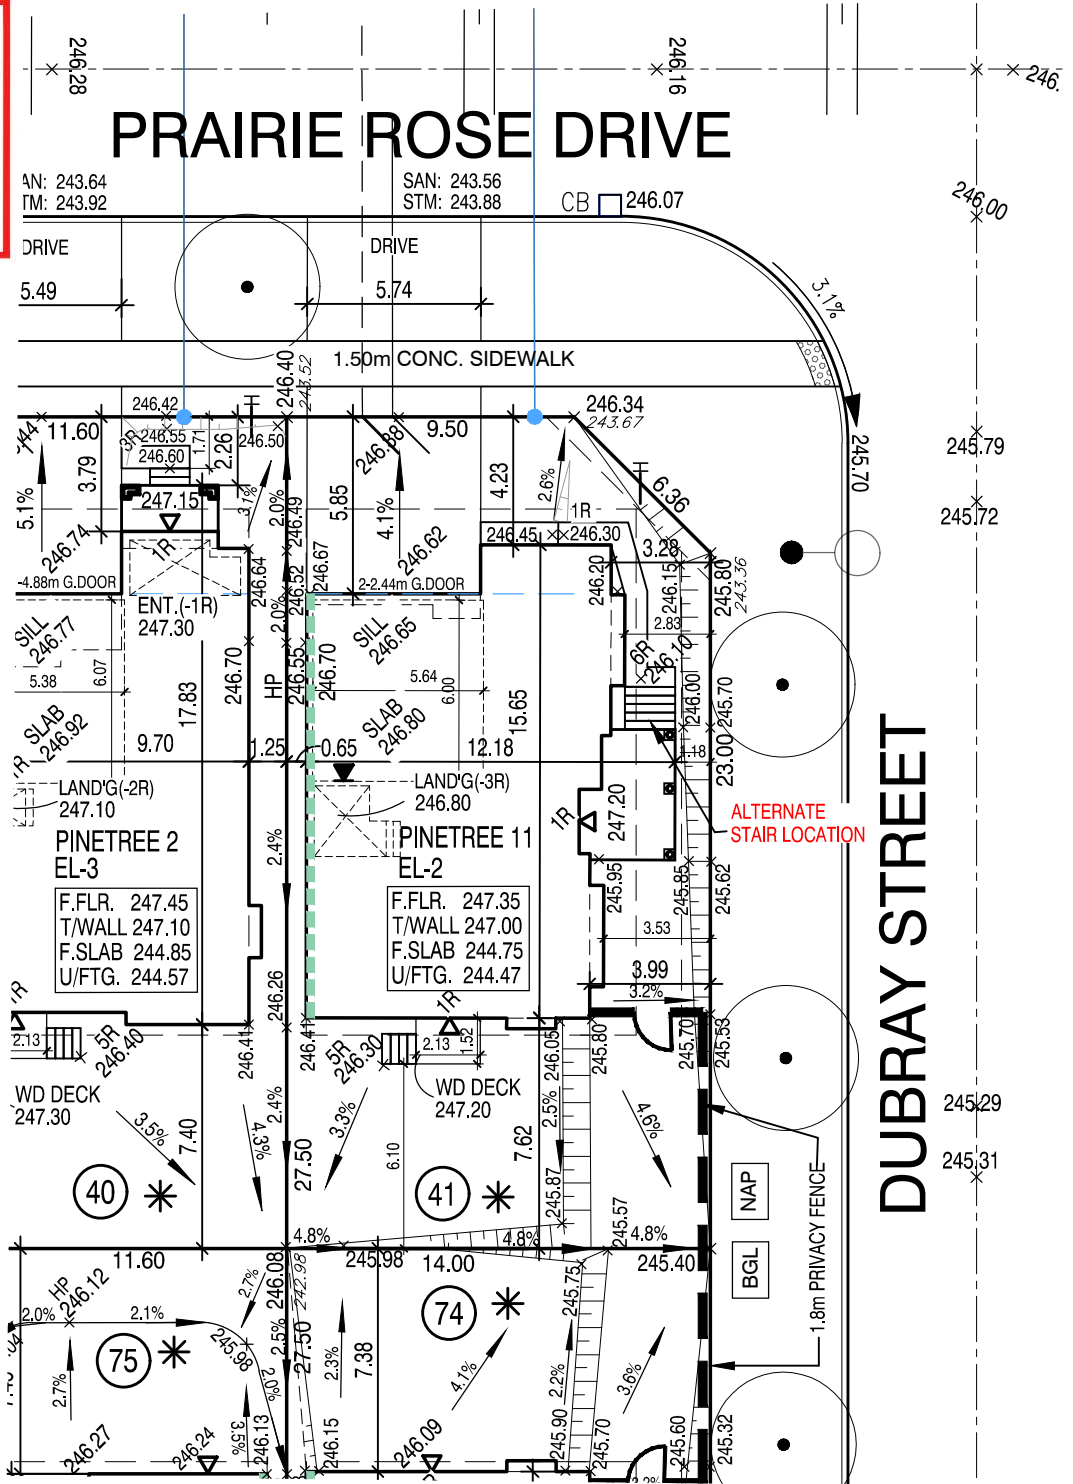 246.28
246.16
246.
PRAIRIE ROSE DRIVE
AN: 243.64
TM: 243.92
SAN: 243.56
STM: 243.88
CB
246.07
246.00
DRIVE
DRIVE
5.49
5.74
3.1%
1.50m CONC. SIDEWALK
246.40
243.52
246.42
246.34
243.67
11.60
3R
246.55
246.60
1.71
2.26
246.50
246.88
9.50
3.79
5.1%
247.15
3.1%
2.0%
246.49
5.85
4.1%
4.23
2.6%
6.36
245.70
245.79
245.72
1R
246.45
246.30
246.74
1R
246.62
3.28
-4.88m G.DOOR
246.64
246.52
246.67
2-2.44m G.DOOR
246.20
246.15
245.80
243.36
ENT.(-1R)
247.30
2.0%
SILL
246.77
SILL
246.65
2.83
6R
246.10
5.38
6.07
17.83
246.70
HP
246.55
246.70
5.64
6.00
15.65
246.00
245.70
SLAB
246.92
SLAB
246.80
9.70
1.25
0.65
12.18
1.18
23.00
1R
LAND'G(-2R)
247.10
LAND'G(-3R)
246.80
1R
247.20
ALTERNATE
STAIR LOCATION
PINETREE 2
EL-3
2.4%
PINETREE 11
EL-2
F.FLR. 247.45
T/WALL 247.10
F.SLAB 244.85
U/FTG. 244.57
F.FLR. 247.35
T/WALL 247.00
F.SLAB 244.75
U/FTG. 244.47
245.95
245.85
245.62
3.53
3.99
3.2%
DUBRAY STREET
246.26
1R
1R
2.13
5R
246.40
246.41
246.41
5R
246.30
2.13
1.52
246.05
245.80
245.70
245.53
WD DECK
247.30
WD DECK
247.20
3.5%
7.40
4.3%
2.4%
3.3%
6.10
7.62
2.5%
4.6%
245.29
245.31
40
27.50
41
245.87
245.57
NAP
BGL
1.8m PRIVACY FENCE
11.60
4.8%
245.98
14.00
4.8%
4.8%
245.40
HP
246.12
2.7%
246.08
242.98
245.75
2.0%
2.1%
74
245.98
2.5%
27.50
75
2.0%
2.3%
7.38
4.1%
2.2%
3.6%
2.7%
3.5%
246.27
246.24
246.13
246.15
246.09
245.90
245.70
245.60
245.32